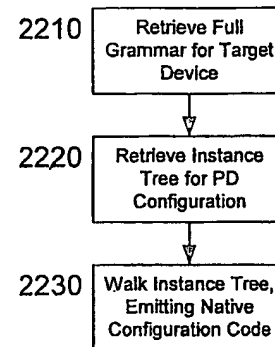 2210
Retrieve Full
Grammar for Target
Device
2220
Retrieve Instance
Tree for PD
Configuration
2230
Walk Instance Tree,
Emitting Native
Configuration Code